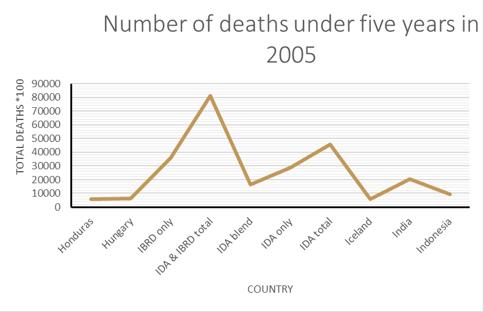 Number of deaths under five years in
2005
TOTAL DEATHS *100
90000
80000
70000
60000
50000
40000
30000
20000
10000
0
Honduras
Hungary
IBRD only
IDA & IBRD total
IDA blend
IDA only
IDA total
Iceland
India
Indonesia
COUNTRY